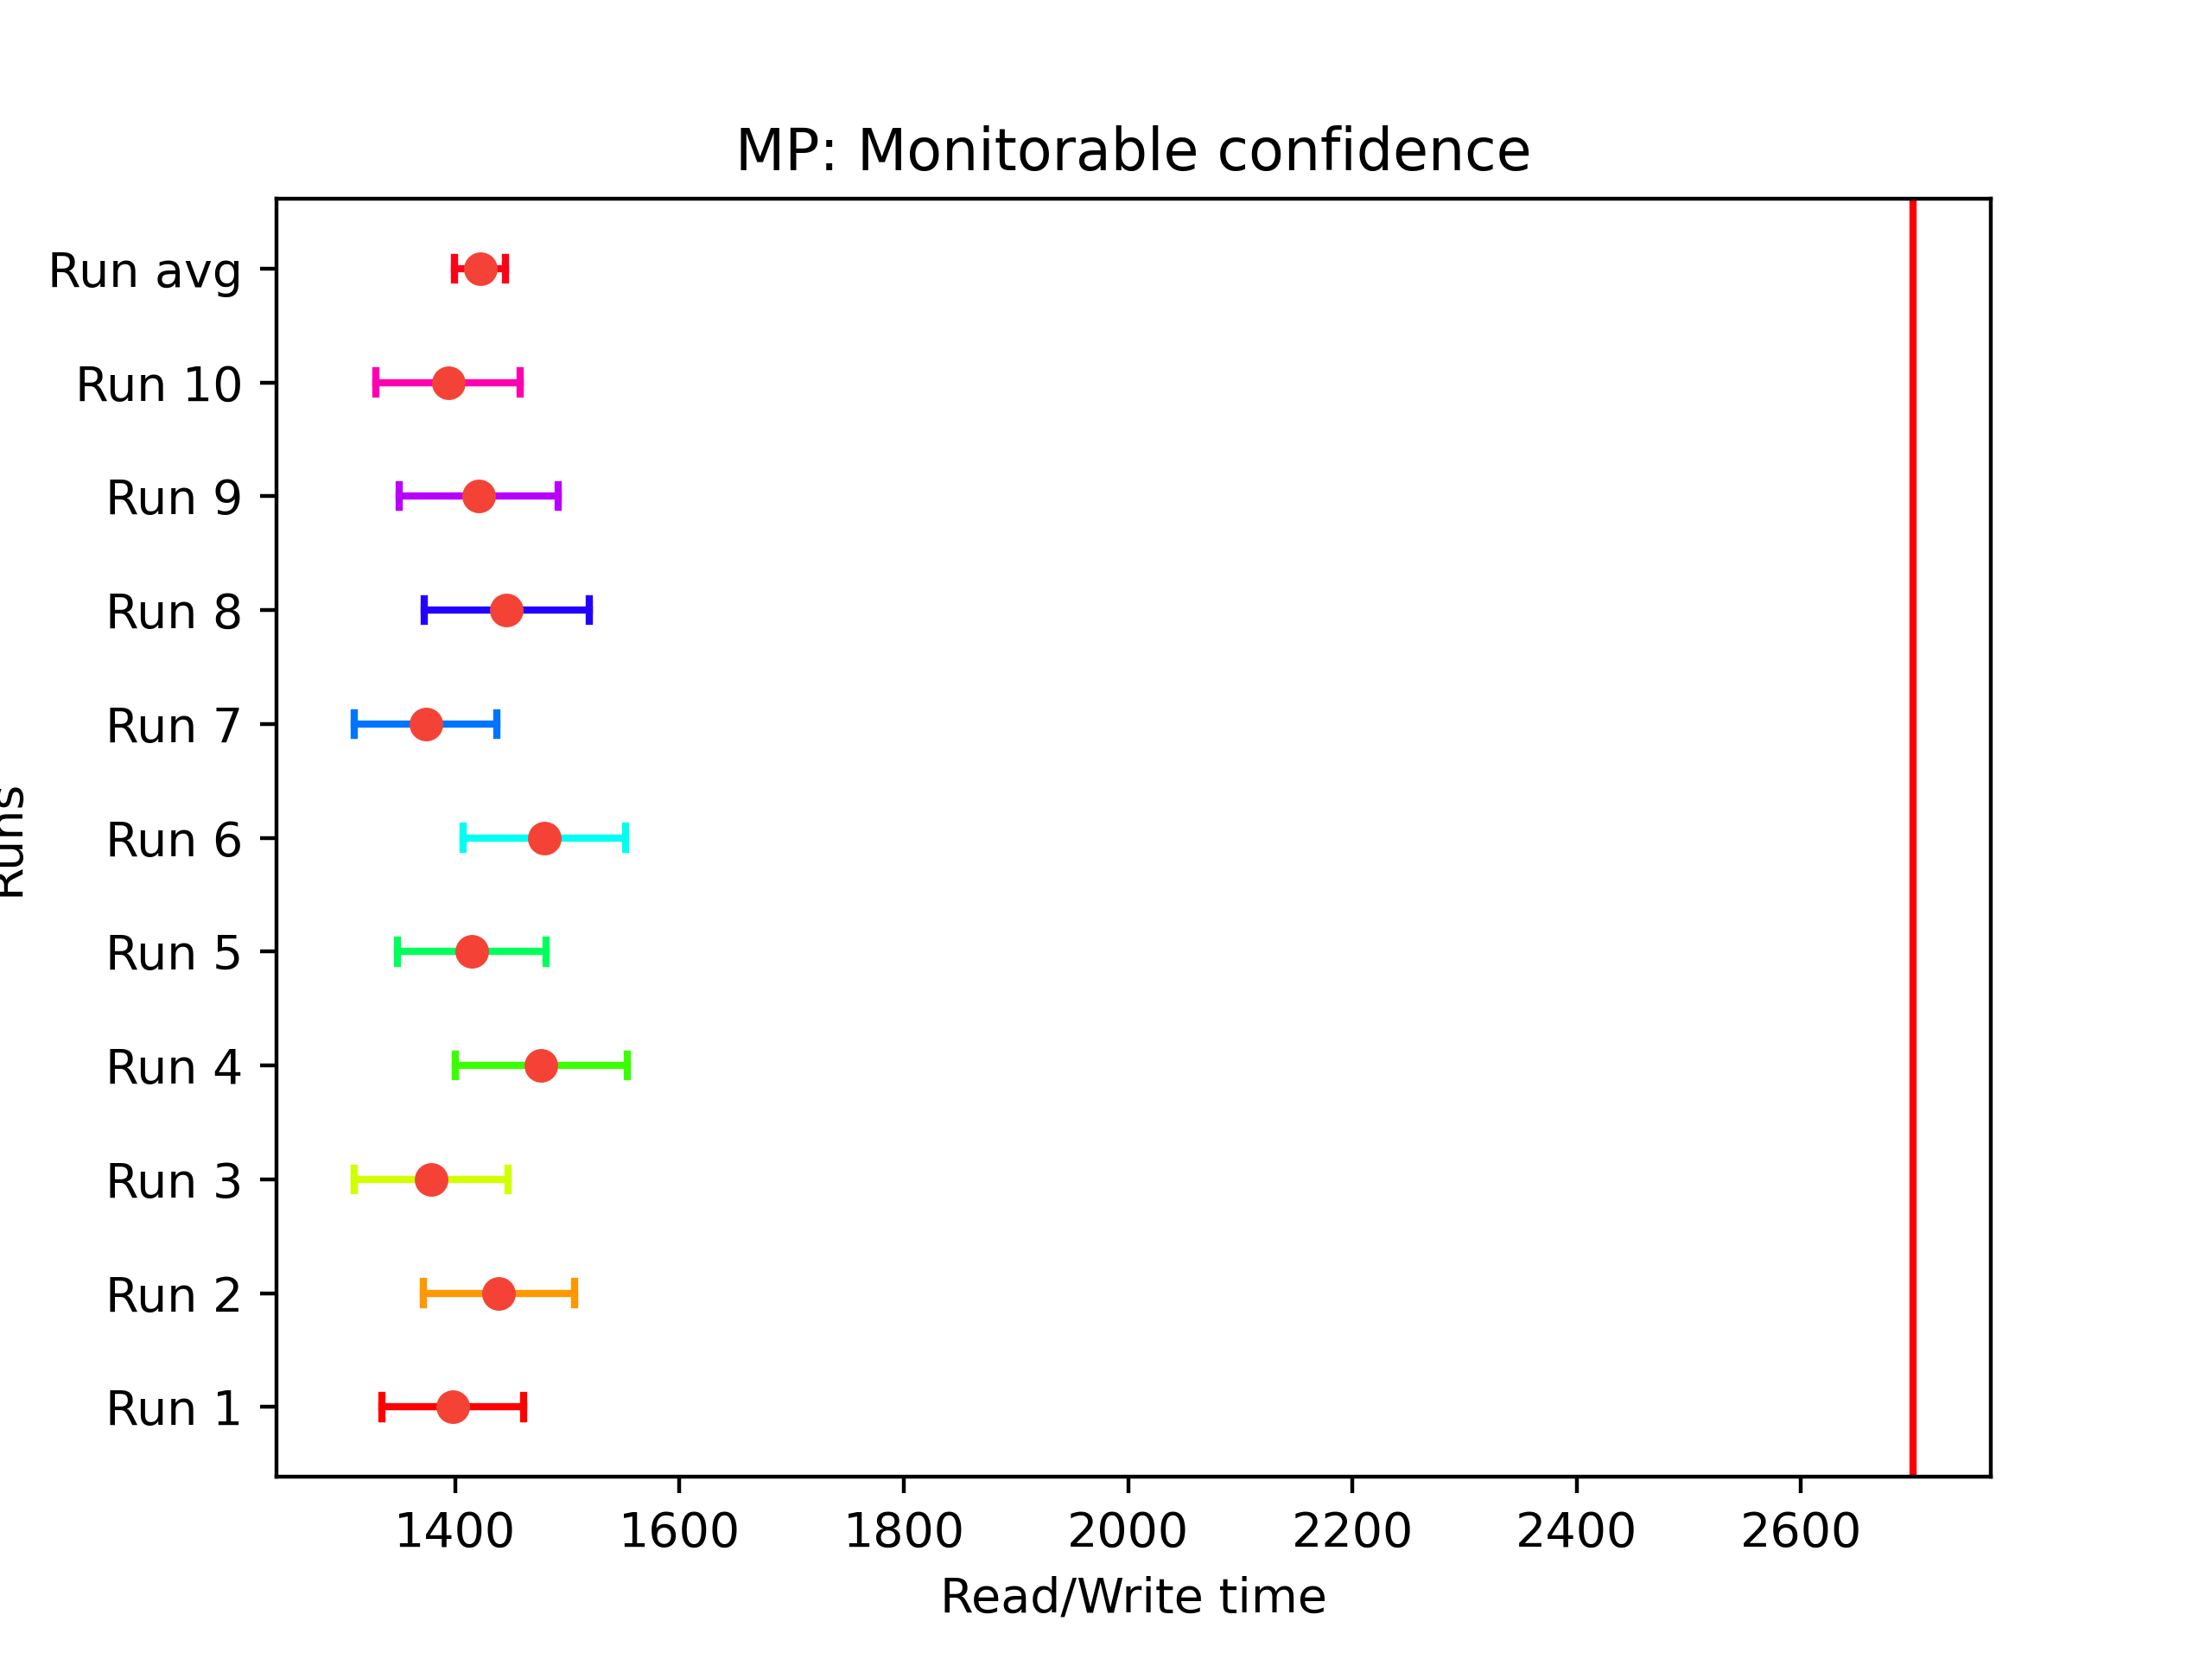 MP: Monitorable confidence
Run avg
Run 10
Run 9
Run 8
Run 7
Run 6
Run 5
Run 4
Run 3
Run 2
Run 1
Runs
1400 1600 1800 2000 2200 2400 2600
Read/Write time